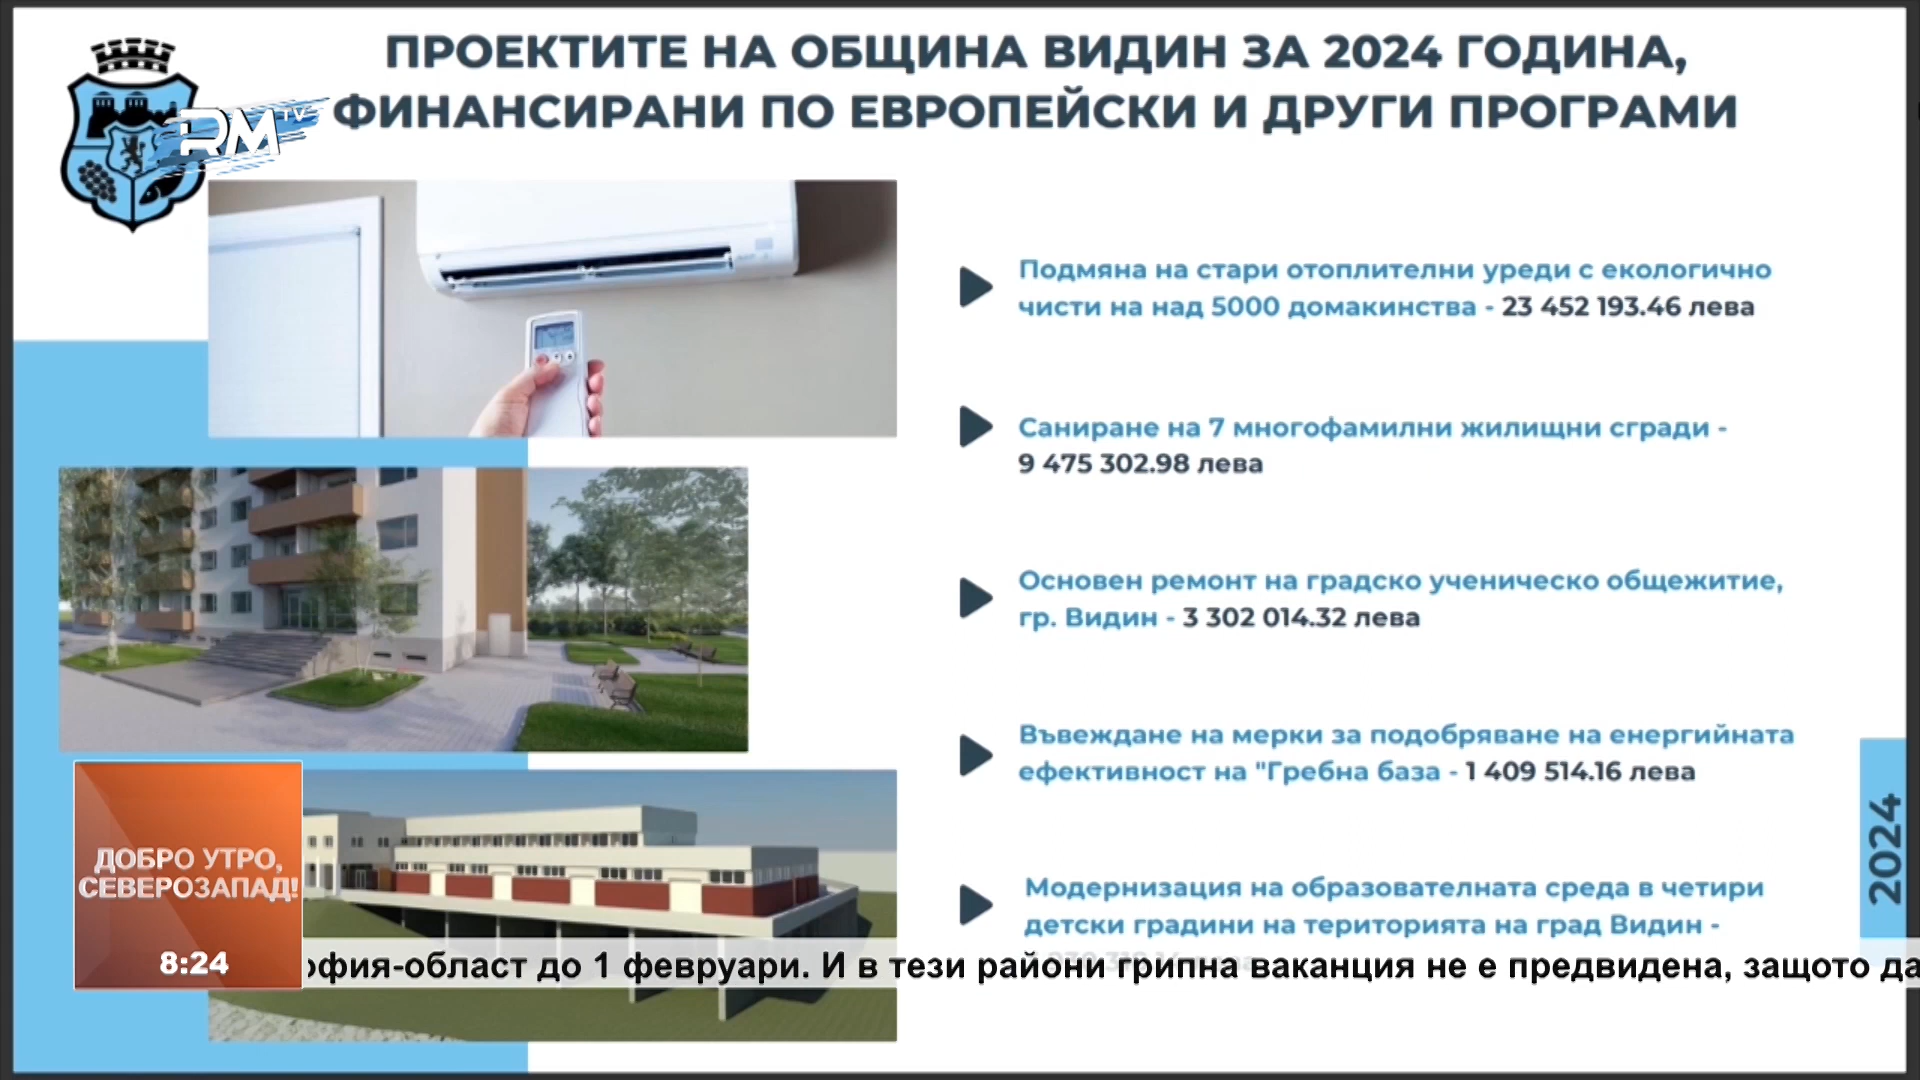 ПРОЕКТИТЕ НА ОБЩИНА ВИДИН ЗА 2024 ГОДИНА,
ФИНАНСИРАНИ ПО ЕВРОПЕЙСКИ И ДРУГИ ПРОГРАМИ
RM TV
Подмяна на стари отоплителни уреди с екологично
чисти на над 5000 домакинства - 23 452 193.46 лева
Саниране на 7 многофамилни жилищни сгради -
9 475 302.98 лева
Основен ремонт на градско ученическо общежитие,
гр. Видин - 3 302 014.32 лева
Въвеждане на мерки за подобряване на енергийната
ефективност на "Гребна база - 1 409 514.16 лева
Модернизация на образователната среда в четири
детски градини на територията на град Видин -
2024
ДОБРО УТРО,
СЕВЕРОЗАПАД!
8:24
офия-област до 1 февруари. И в тези райони грипна ваканция не е предвидена, защото да